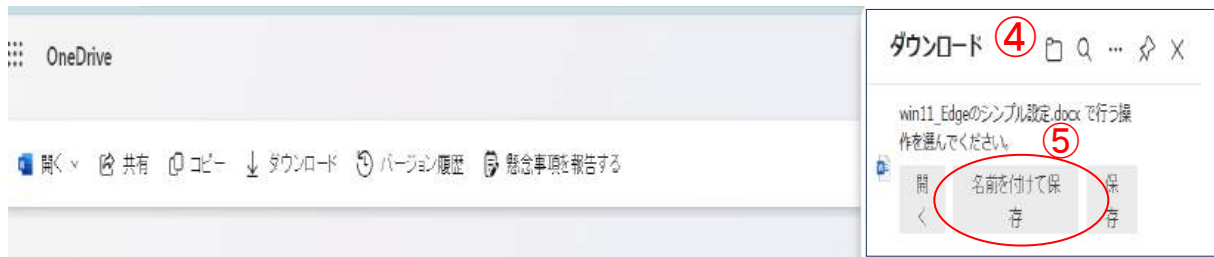 OneDrive
開く 共有 コピー ダウンロード バージョン履歴 懸念事項を報告する
ダウンロード ④
win11_Edgeのシンプル設定.docx で行う操
作を選んでください。 ⑤
開 名前を付けて保 保
く 存 存